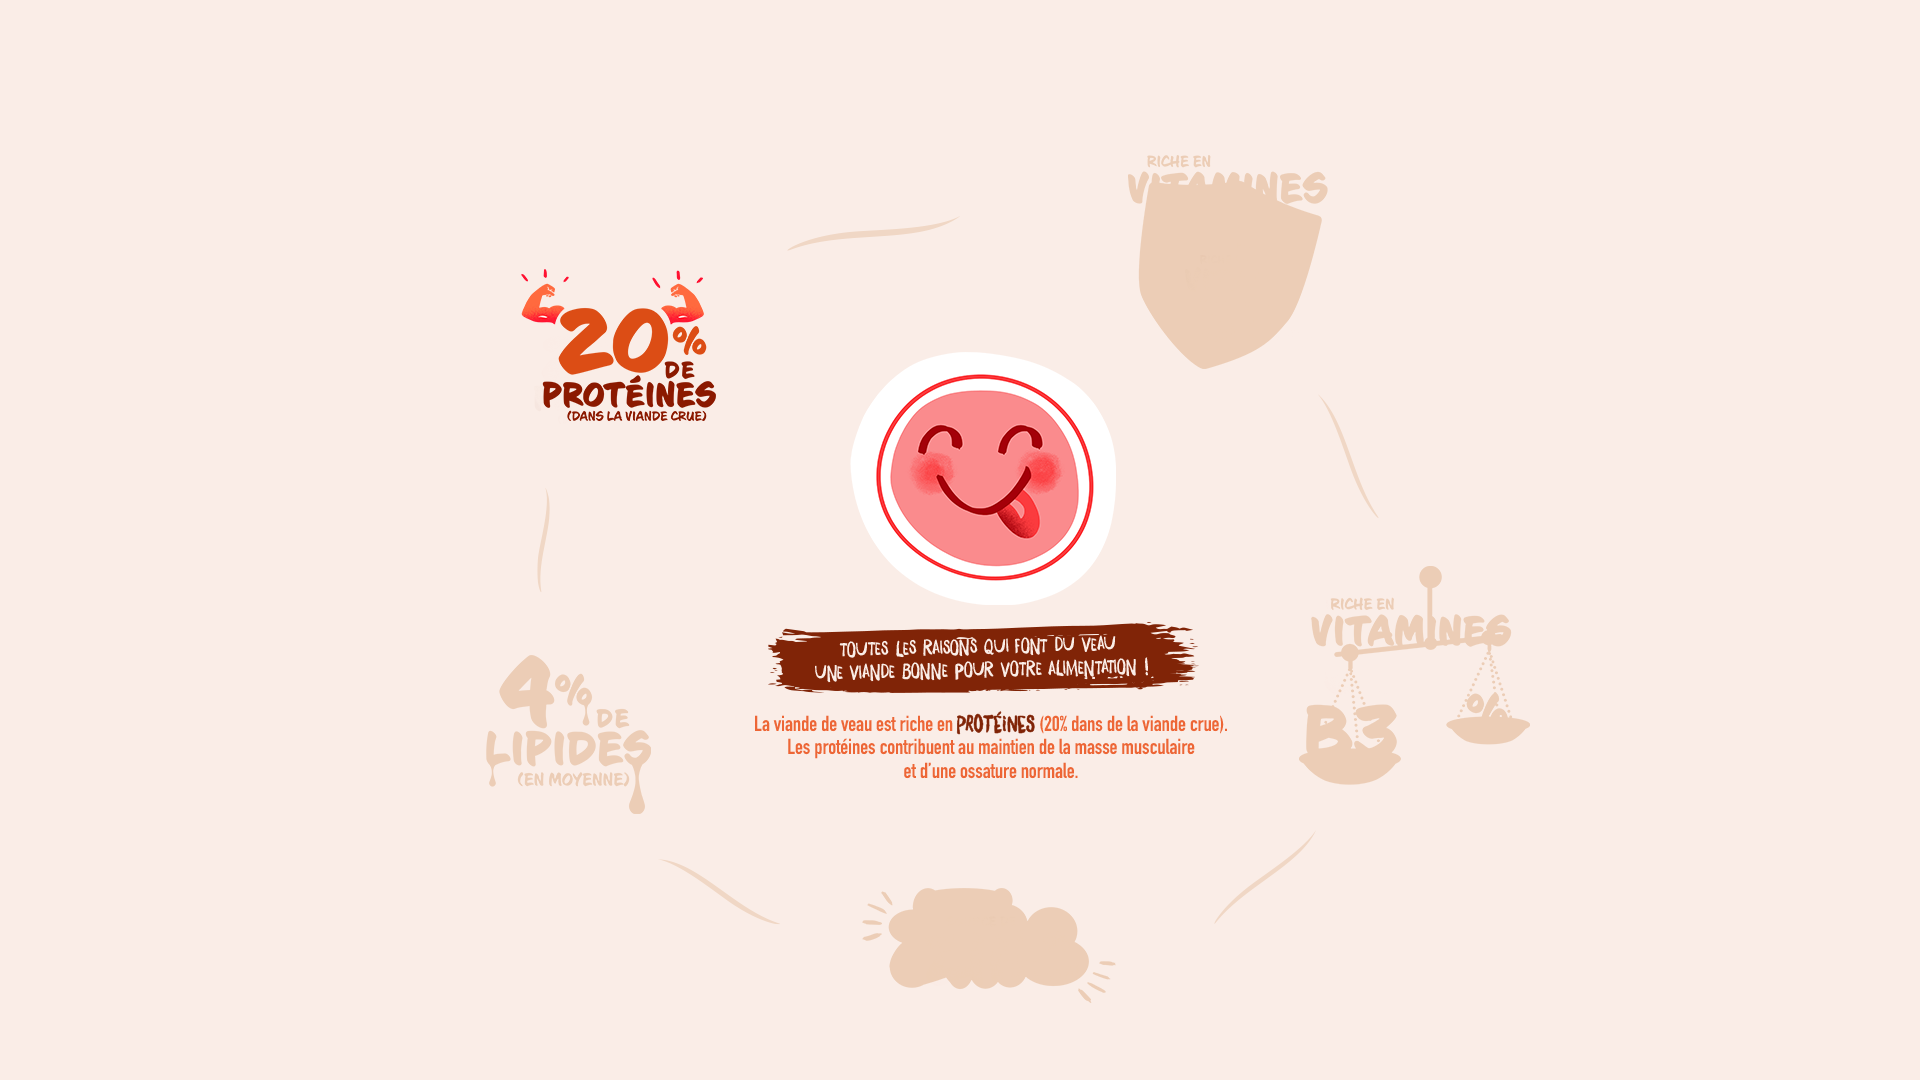 RICHE EN
VITAMINES
20%
DE
PROTÉINES
(DANS LA VIANDE CRUE)
TOUTES LES RAISONS QUI FONT DU VEAU
UNE VIANDE BONNE POUR VOTRE ALIMENTATION !
La viande de veau est riche en PROTÉINES (20% dans de la viande crue).
Les protéines contribuent au maintien de la masse musculaire
et d'une ossature normale.
RICHE EN
VITAMINES
B3
%
4%
DE
LIPIDES
(EN MOYENNE)